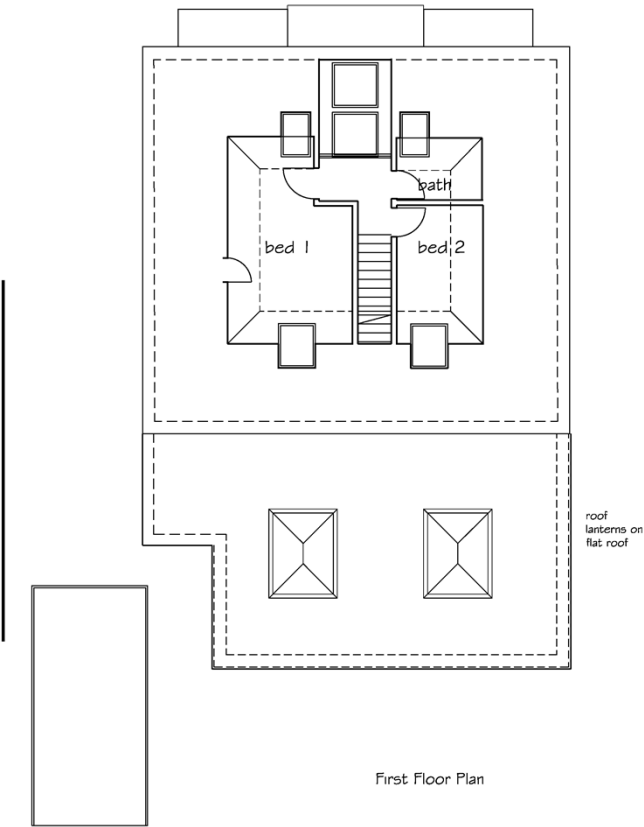 bath
bed 1
bed 2
roof
lanterns on
flat roof
First Floor Plan